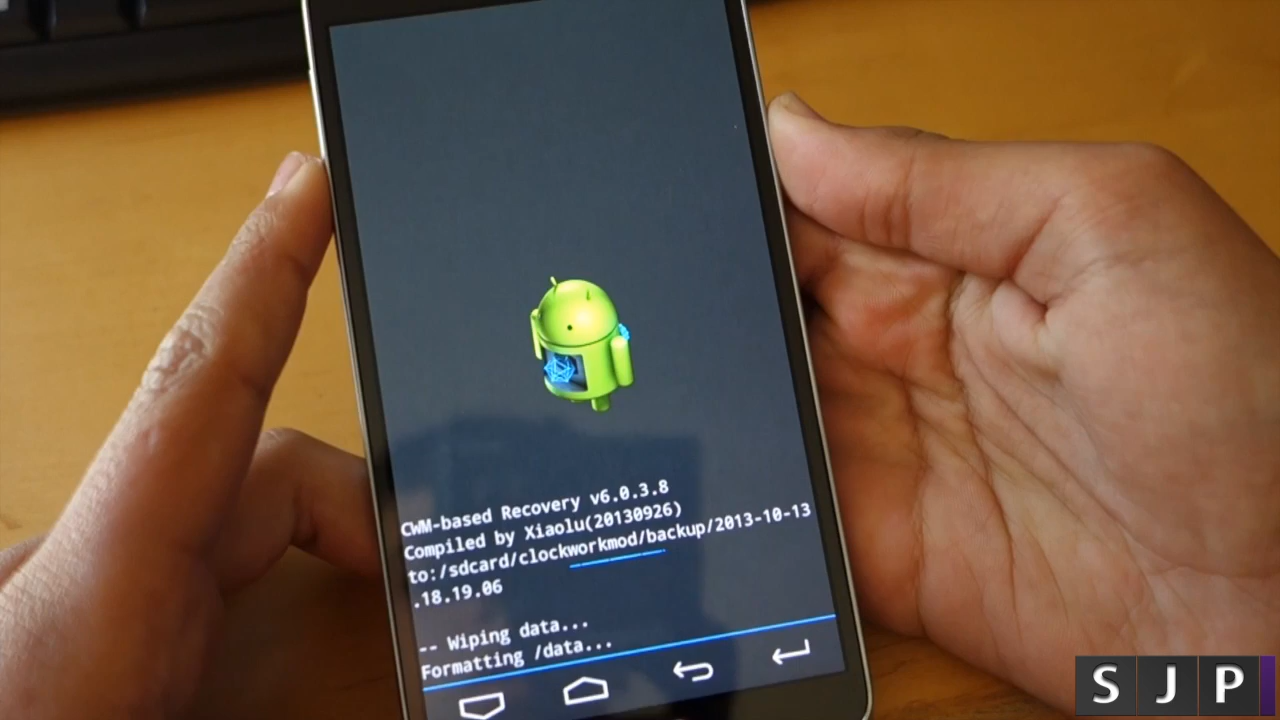 CWM-based Recovery v6.0.3.8
Compiled by Xiaolu(20130926)
to:/sdcard/clockworkmod/backup/2013-10-13
.18.19.06
-- Wiping data...
Formatting /data...
SJP